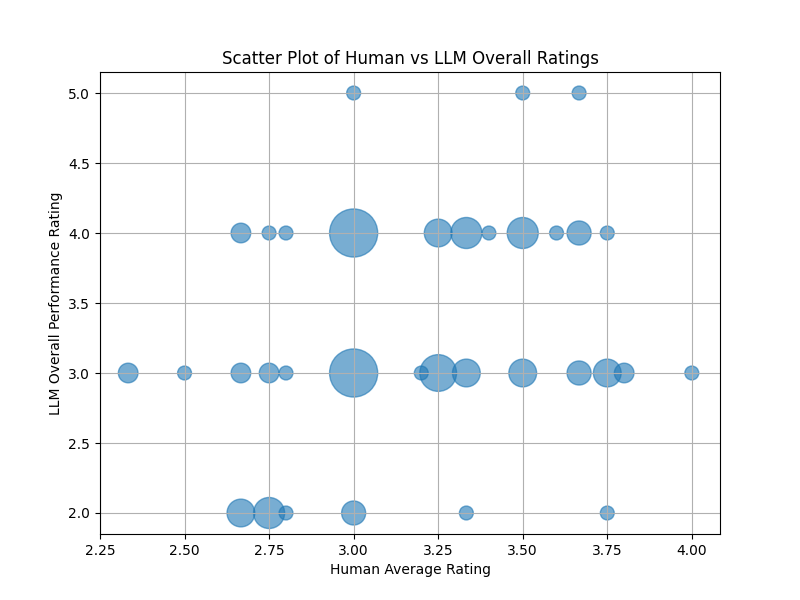 Scatter Plot of Human vs LLM Overall Ratings
LLM Overall Performance Rating
5.0
4.5
4.0
3.5
3.0
2.5
2.0
2.25 2.50 2.75 3.00 3.25 3.50 3.75 4.00
Human Average Rating